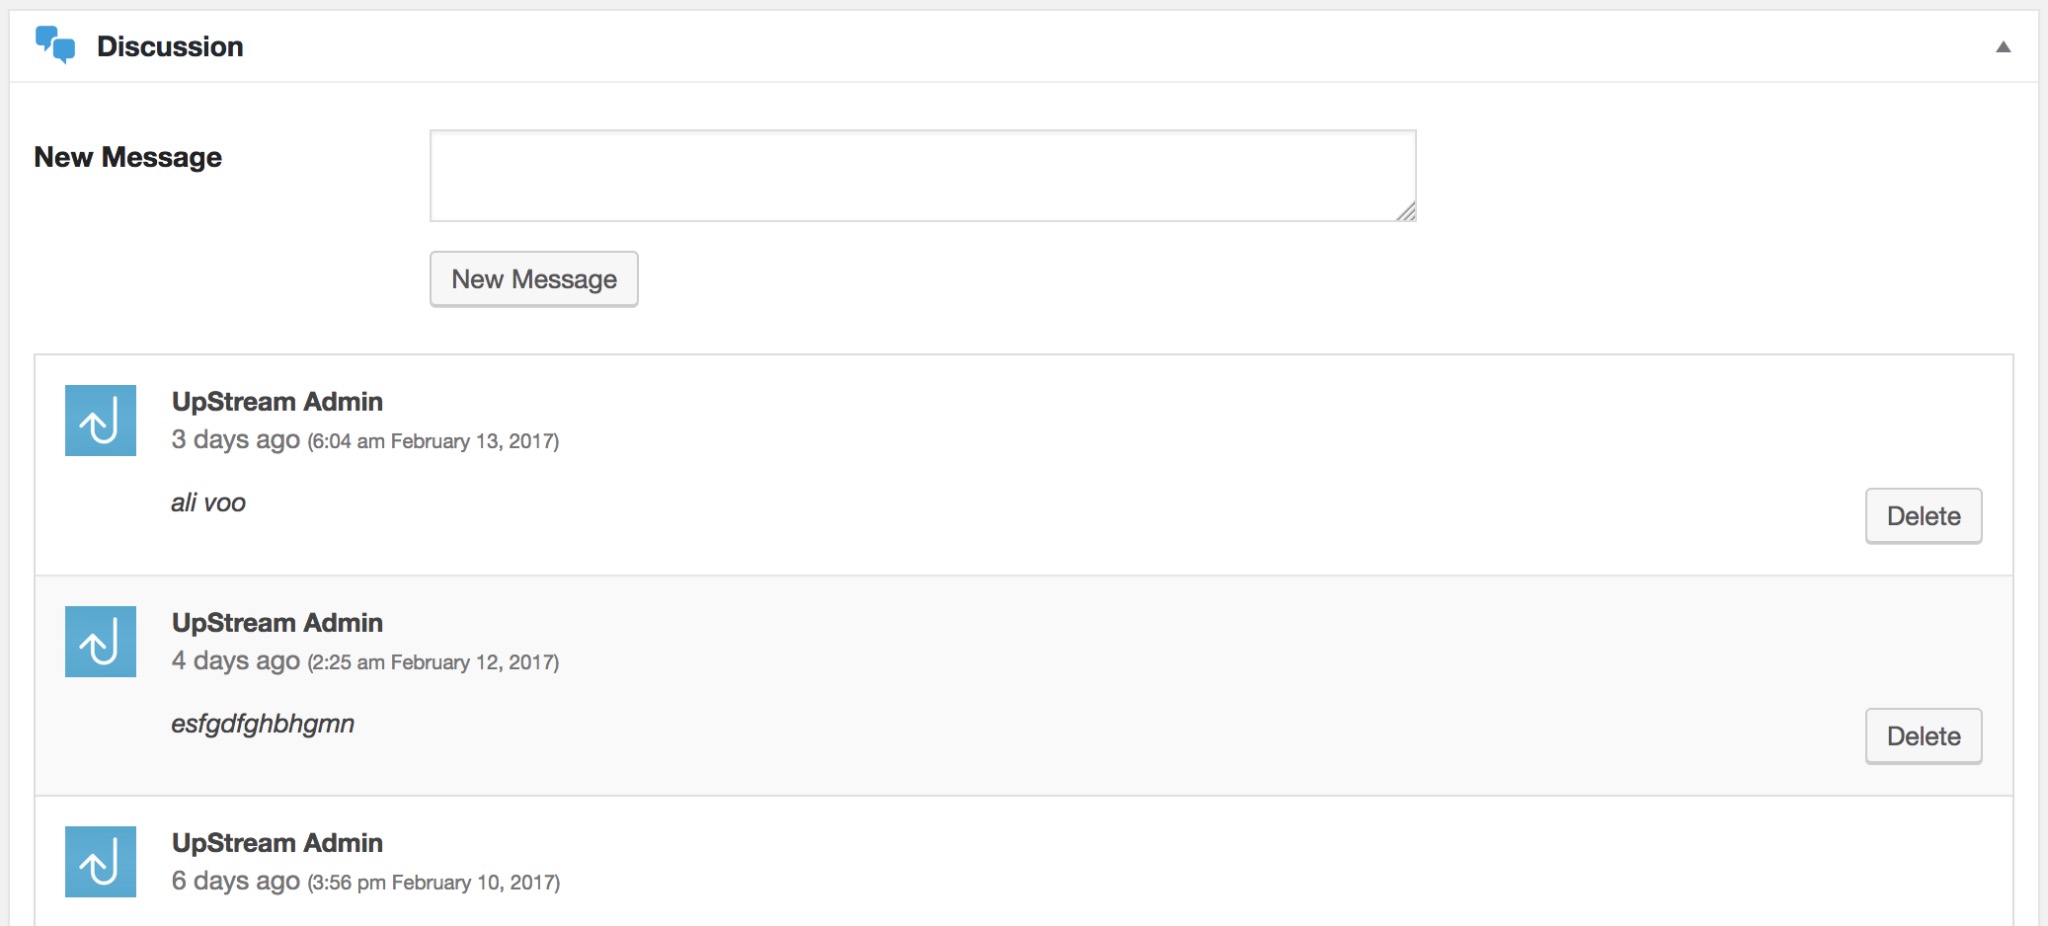 Discussion
New Message
New Message
UpStream Admin
3 days ago (6:04 am February 13, 2017)
ali voo
Delete
UpStream Admin
4 days ago (2:25 am February 12, 2017)
esfgdfghbhgmn
Delete
UpStream Admin
6 days ago (3:56 pm February 10, 2017)